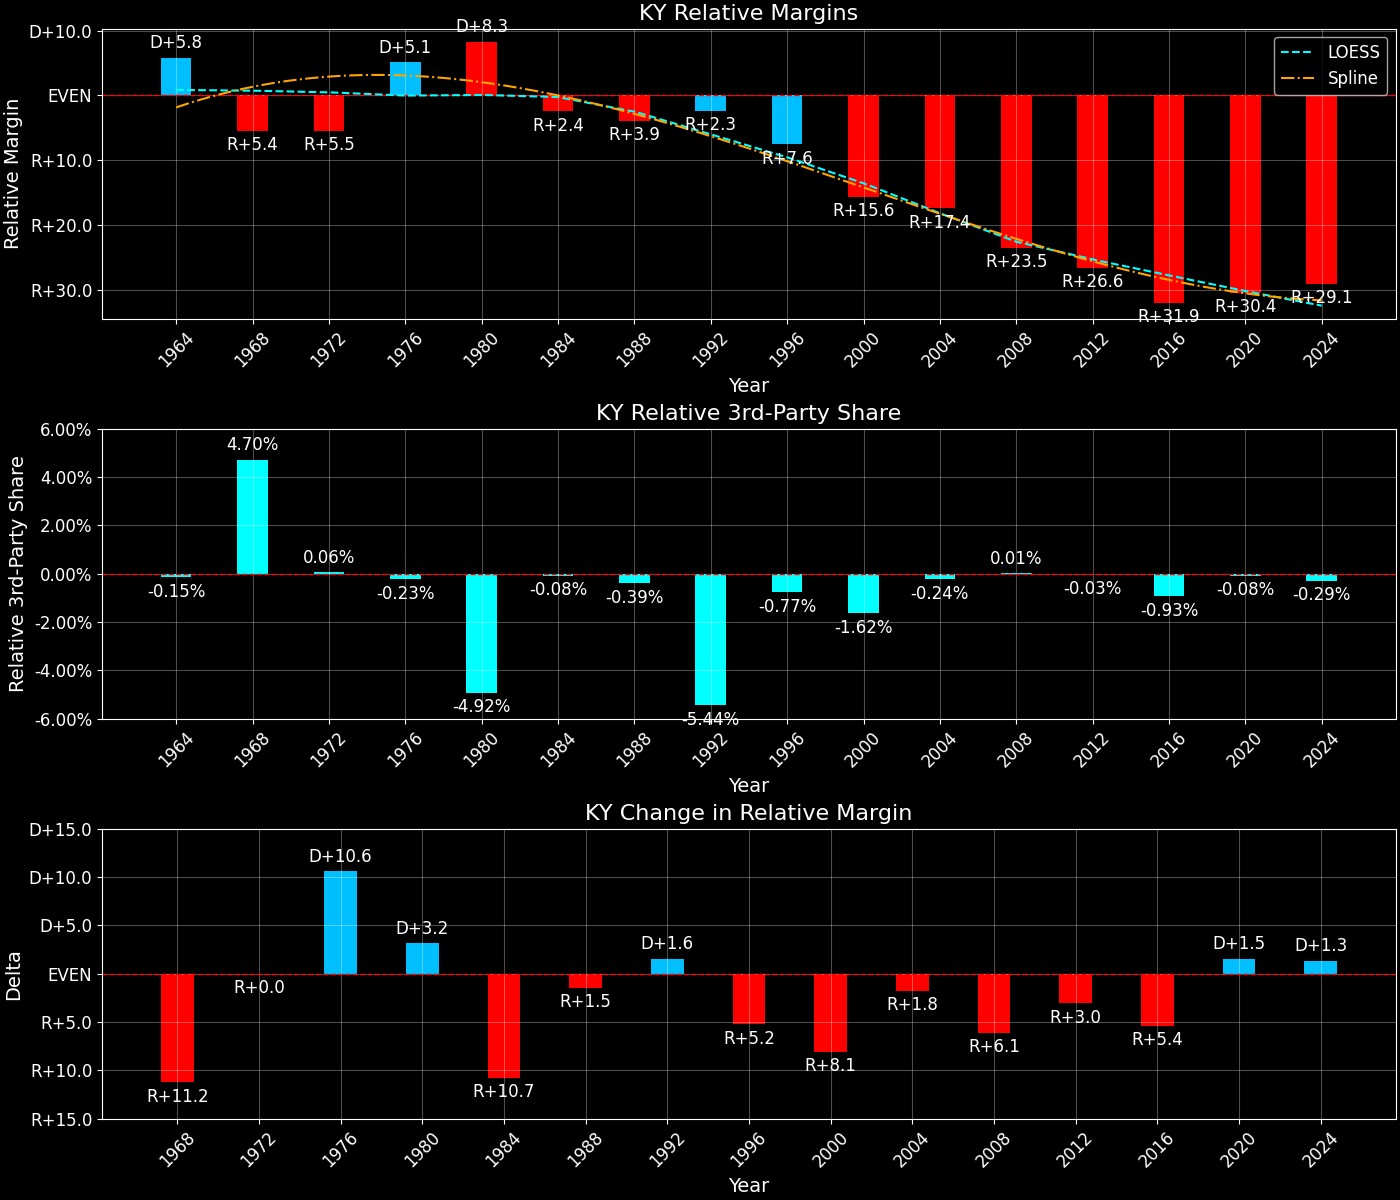 KY Relative Margins
Relative Margin
D+10.0
EVEN
R+10.0
R+20.0
R+30.0
D+5.8
R+5.4
R+5.5
D+5.1
D+8.3
R+2.4
R+3.9
R+2.3
R+7.6
R+15.6
R+17.4
R+23.5
R+26.6
R+31.9
R+30.4
R+29.1
LOESS
Spline
1964 1968 1972 1976 1980 1984 1988 1992 1996 2000 2004 2008 2012 2016 2020 2024
Year
KY Relative 3rd-Party Share
Relative 3rd-Party Share
6.00%
4.00%
2.00%
0.00%
-2.00%
-4.00%
-6.00%
-0.15%
4.70%
0.06%
-0.23%
-4.92%
-0.08%
-0.39%
-5.44%
-0.77%
-1.62%
-0.24%
0.01%
-0.03%
-0.93%
-0.08%
-0.29%
1964 1968 1972 1976 1980 1984 1988 1992 1996 2000 2004 2008 2012 2016 2020 2024
Year
KY Change in Relative Margin
Delta
D+15.0
D+10.0
D+5.0
EVEN
R+5.0
R+10.0
R+15.0
R+11.2
R+0.0
D+10.6
D+3.2
R+10.7
R+1.5
D+1.6
R+5.2
R+8.1
R+1.8
R+6.1
R+3.0
R+5.4
D+1.5
D+1.3
1968 1972 1976 1980 1984 1988 1992 1996 2000 2004 2008 2012 2016 2020 2024
Year